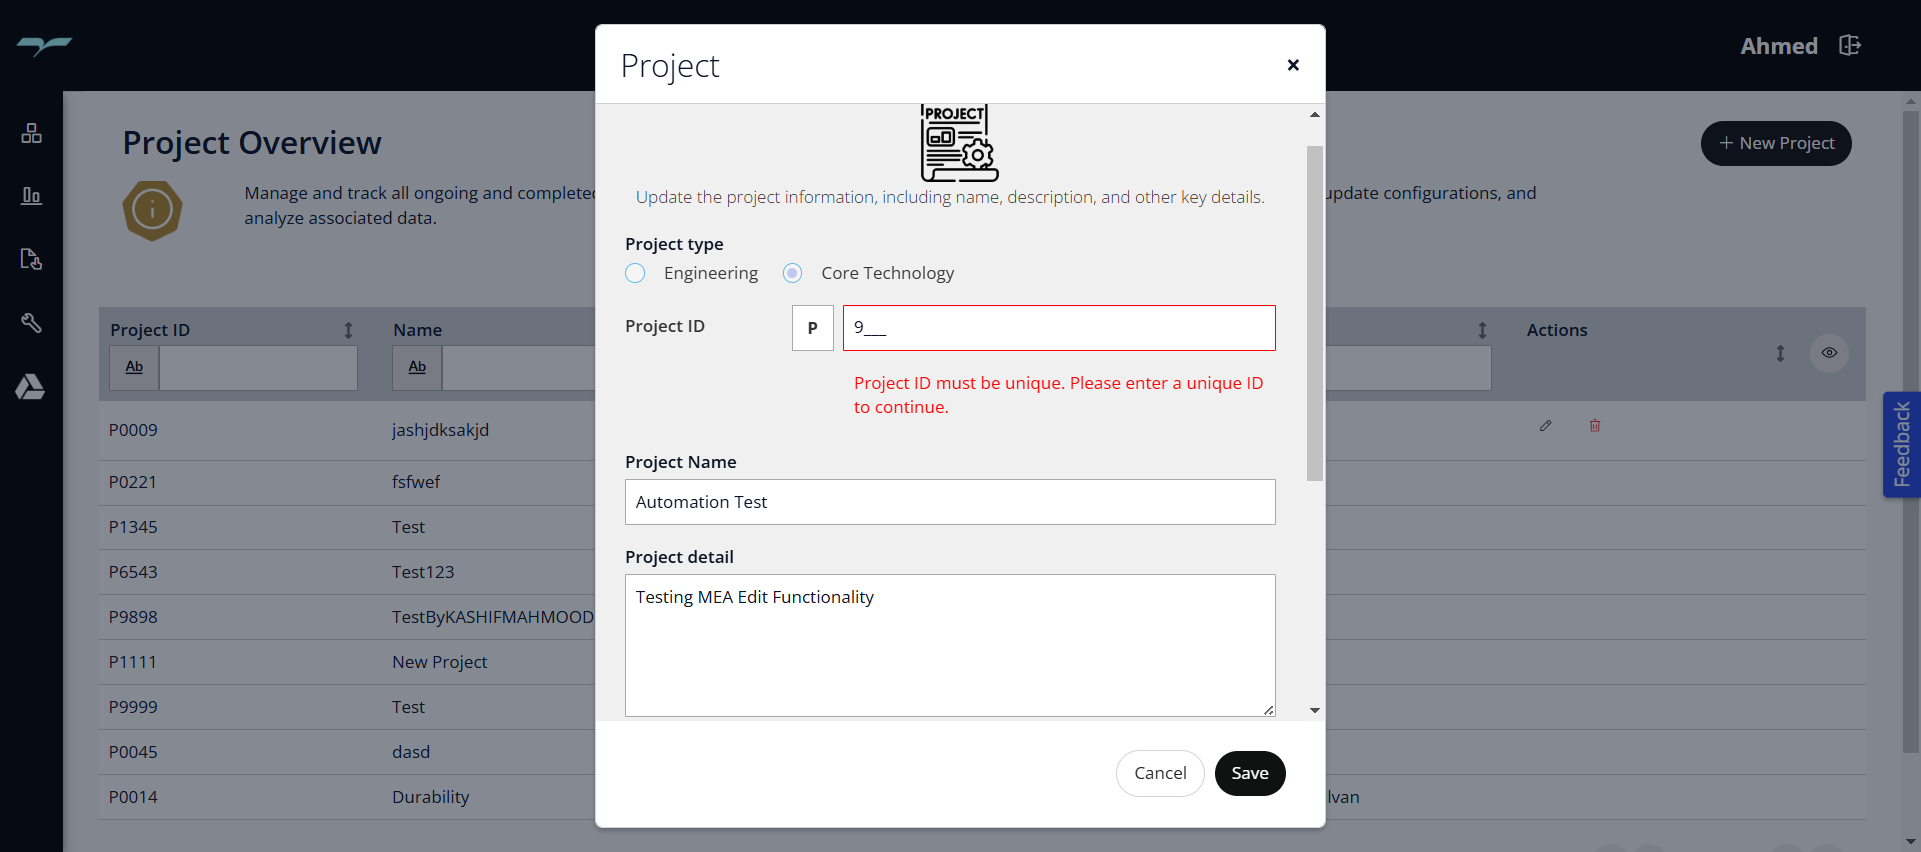 Ahmed
Project Overview
+ New Project
Manage and track all ongoing and complete
update configurations, and
analyze associated data.
Project ID
Name
Actions
Ab
Ab
P0009 jashjdksakjd
P0221 fsfwef
P1345 Test
P6543 Test123
P9898 TestByKASHIFMAHMOOD
P1111 New Project
P9999 Test
P0045 dasd
P0014 Durability lvan
Feedback
Project
×
PROJECT
Update the project information, including name, description, and other key details.
Project type
Engineering Core Technology
Project ID P 9___
Project ID must be unique. Please enter a unique ID
to continue.
Project Name
Automation Test
Project detail
Testing MEA Edit Functionality
Cancel Save